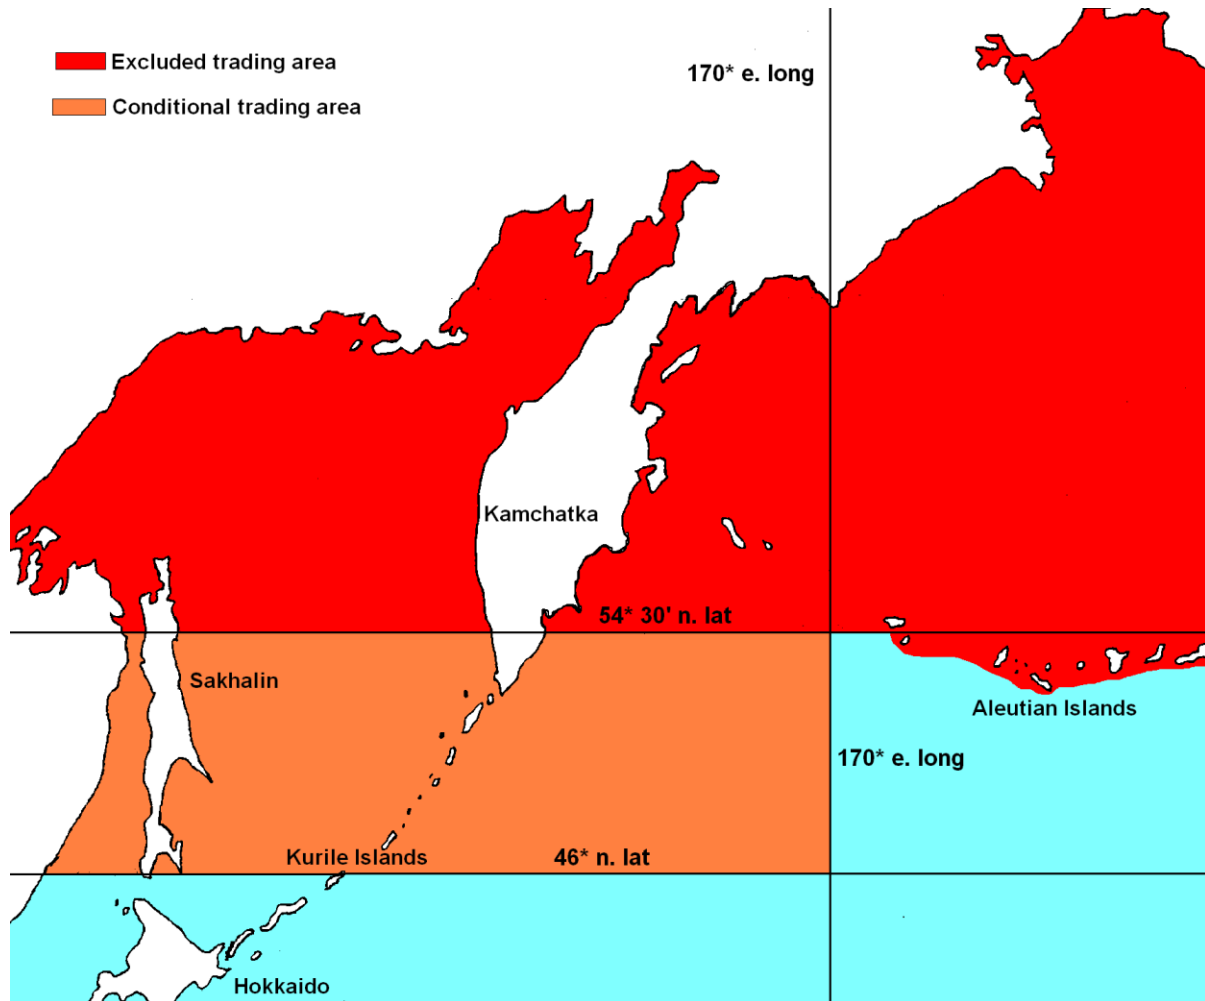 170* e. long
Excluded trading area
Conditional trading area
Kamchatka
54* 30' n. lat
Sakhalin
Aleutian Islands
170* e. long
Kurile Islands
46* n. lat
Hokkaido